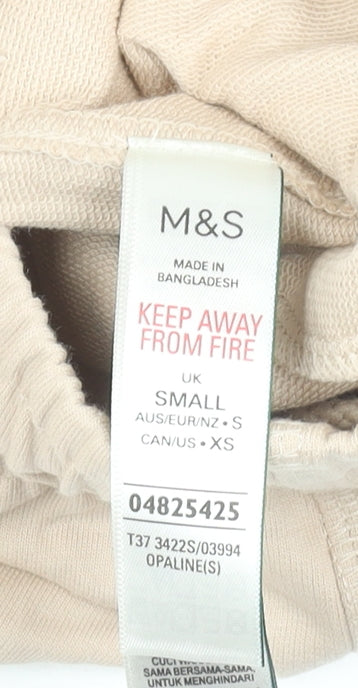 M&S
MADE IN
BANGLADESH
KEEP AWAY
FROM FIRE
UK
SMALL
AUS/EUR/NZ • S
CAN/US • XS
04825425
T37 3422S/03994
OPALINE(S)
SAMA BERSAMA-SAMA,
UNTUK MENGHINDARI